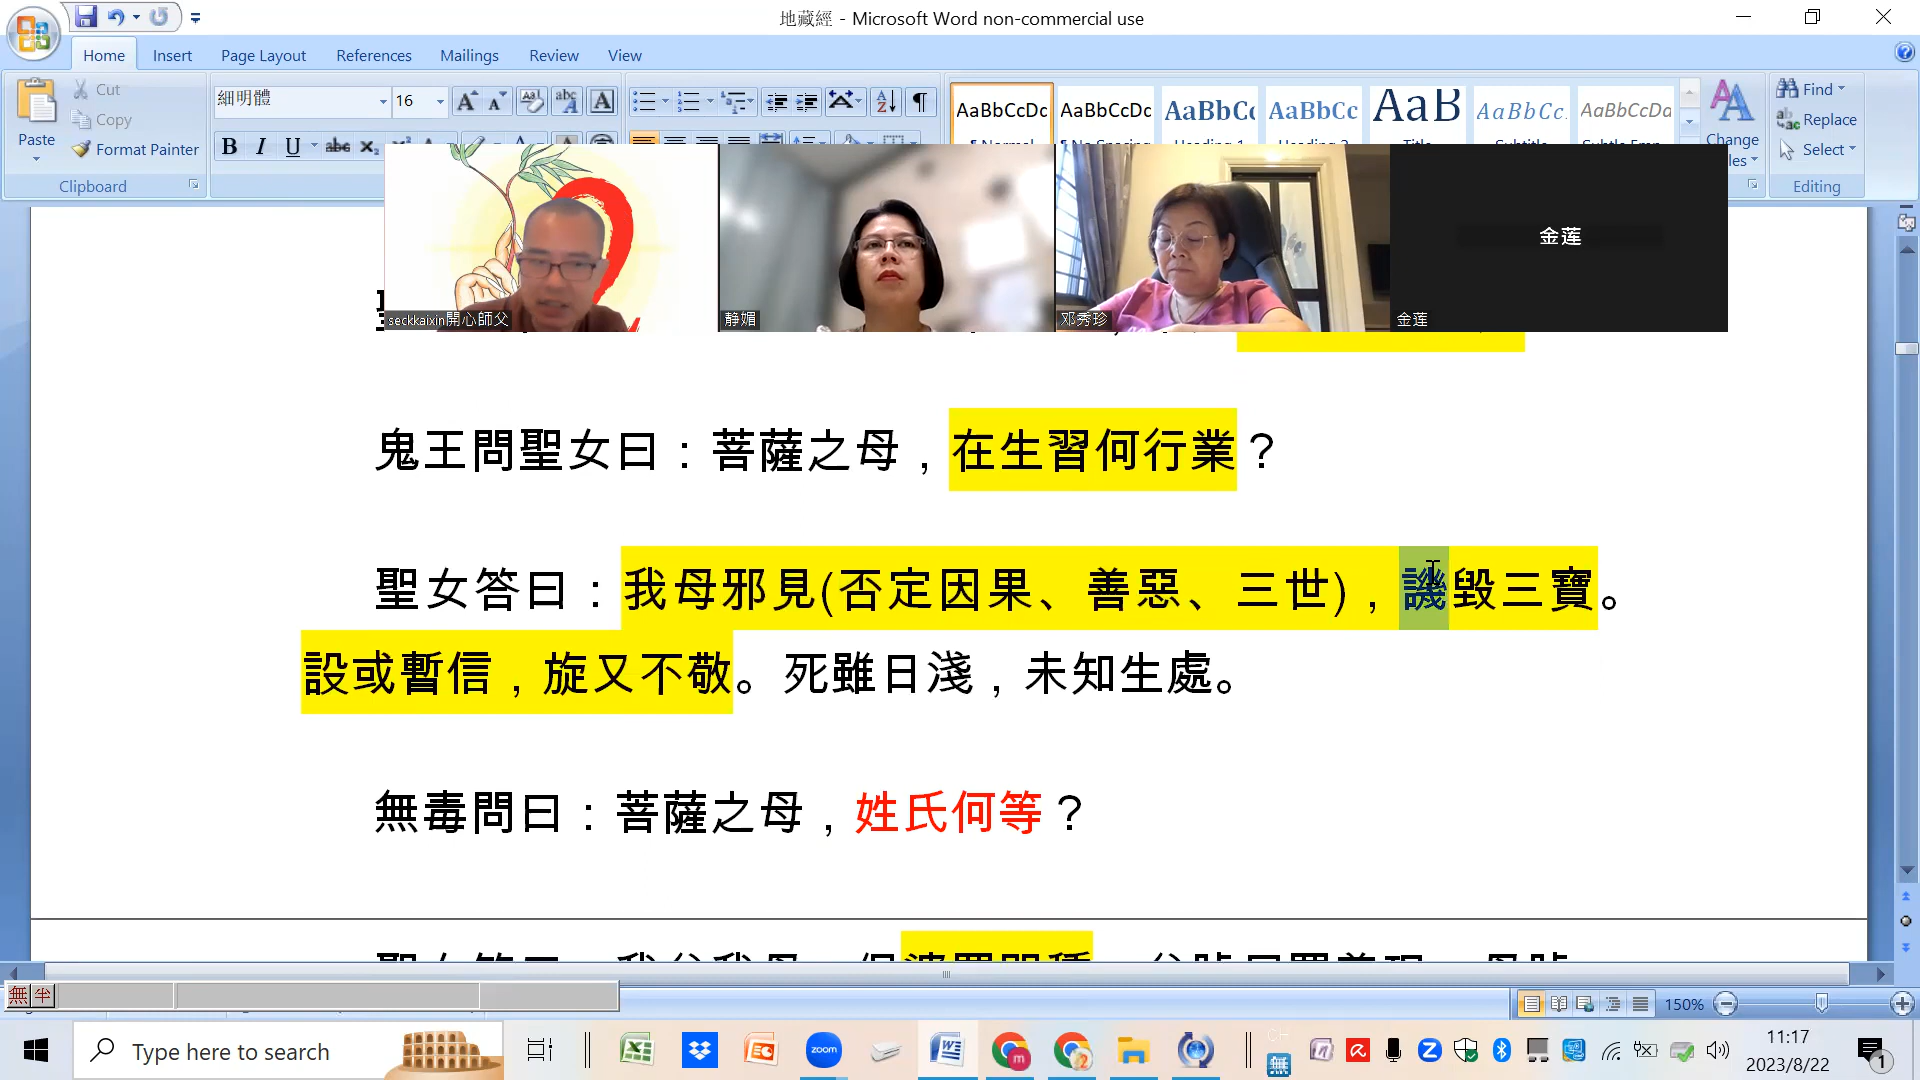 地藏經 - Microsoft Word non-commercial use
Home Insert Page Layout References Mailings Review View
Paste
Cut
Copy
Format Painter
Clipboard
細明體 16
B I U abc
AaBbCcDc AaBbCcDc AaBbCc AaBbCc AaB AaBbCc. AaBbCcDa
Change
Find
Replace
Select
Editing
seckkaixin開心師父
静媚
邓秀珍
金莲
金莲
鬼王問聖女曰：菩薩之母，在生習何行業？
聖女答曰：我母邪見(否定因果、善惡、三世)，譏毀三寶。
設或暫信，旋又不敬。死雖日淺，未知生處。
無毒問曰：菩薩之母，姓氏何等？
無 半
150%
Type here to search
zoom
11:17
2023/8/22
1